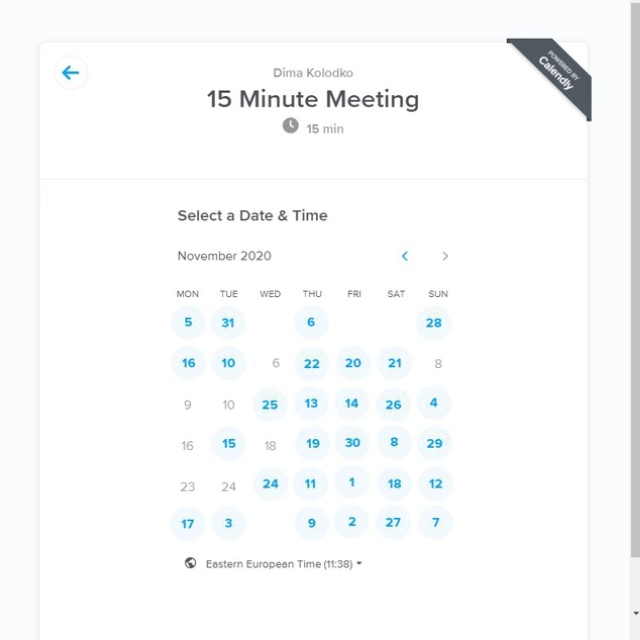 POWERED BY
Calendly
Dima Kolodko
15 Minute Meeting
15 min
Select a Date & Time
November 2020
MON TUE WED THU FRI SAT SUN
5 31 6 28
16 10 6 22 20 21 8
9 10 25 13 14 26 4
16 15 18 19 30 8 29
23 24 24 11 1 18 12
17 3 9 2 27 7
Eastern European Time (11:38)